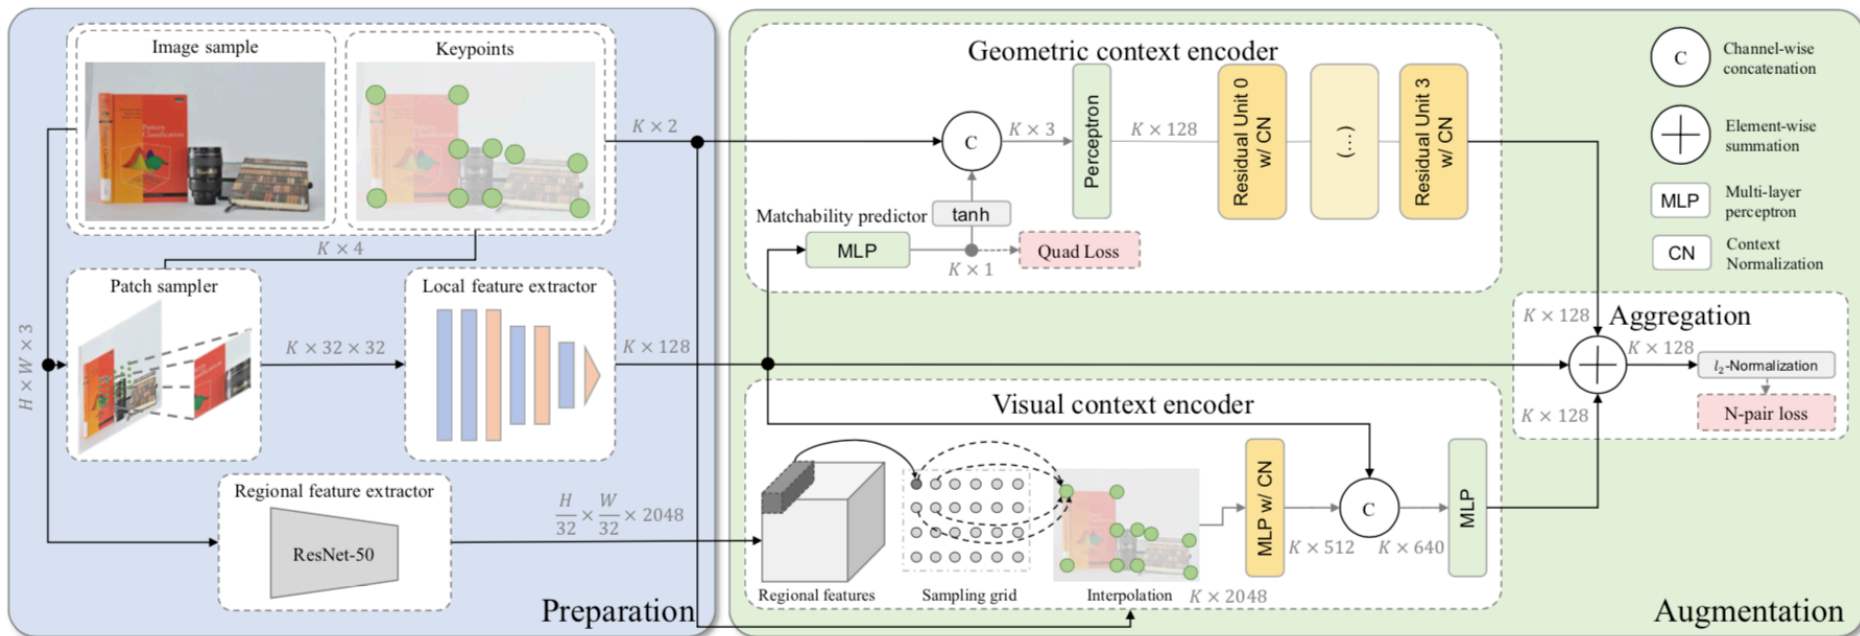 Image sample
Keypoints
K × 2
K × 4
H × W × 3
Patch sampler
K × 32 × 32
Local feature extractor
K × 128
Regional feature extractor
ResNet-50
H/32 × W/32 × 2048
Preparation
Geometric context encoder
C
K × 3
Perceptron
K × 128
Residual Unit 0
w/ CN
(...)
Residual Unit 3
w/ CN
Matchability predictor
tanh
MLP
K × 1
Quad Loss
Visual context encoder
Regional features
Sampling grid
Interpolation
K × 2048
MLP w/ CN
K × 512
C
K × 640
MLP
C
Channel-wise
concatenation
Element-wise
summation
MLP
Multi-layer
perceptron
CN
Context
Normalization
K × 128
Aggregation
K × 128
l2-Normalization
K × 128
N-pair loss
Augmentation